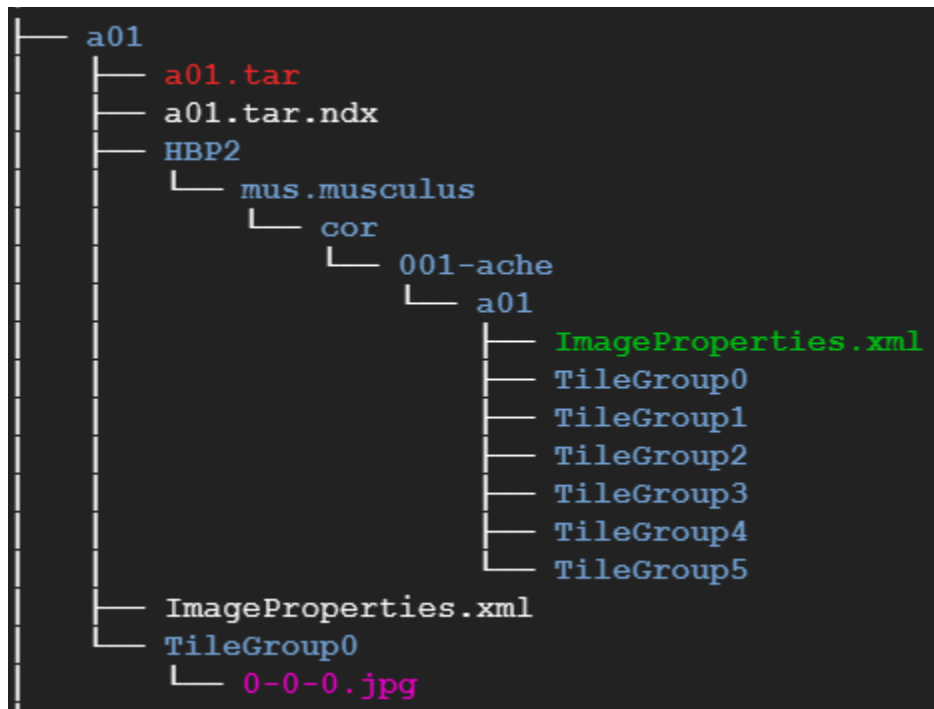 a01
a01.tar
a01.tar.ndx
HBP2
mus.musculus
cor
001-ache
a01
ImageProperties.xml
TileGroup0
TileGroup1
TileGroup2
TileGroup3
TileGroup4
TileGroup5
ImageProperties.xml
TileGroup0
0-0-0.jpg